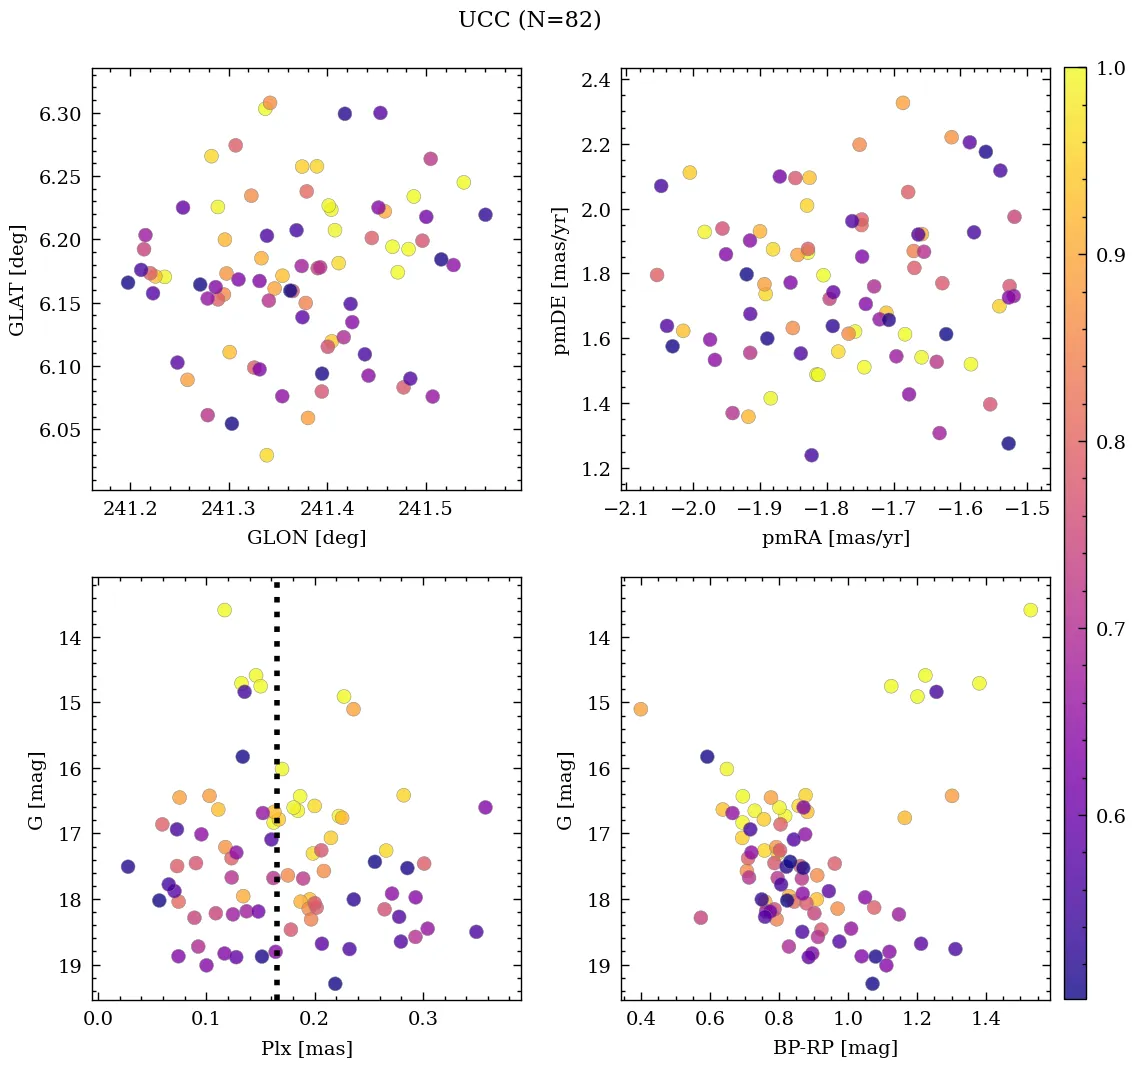 UCC (N=82)
6.30
6.25
6.20
6.15
6.10
6.05
GLAT [deg]
241.2 241.3 241.4 241.5
GLON [deg]
2.4
2.2
2.0
1.8
1.6
1.4
1.2
pmDE [mas/yr]
−2.1 −2.0 −1.9 −1.8 −1.7 −1.6 −1.5
pmRA [mas/yr]
14
15
16
17
18
19
G [mag]
0.0 0.1 0.2 0.3
Plx [mas]
14
15
16
17
18
19
G [mag]
0.4 0.6 0.8 1.0 1.2 1.4
BP-RP [mag]
1.0
0.9
0.8
0.7
0.6